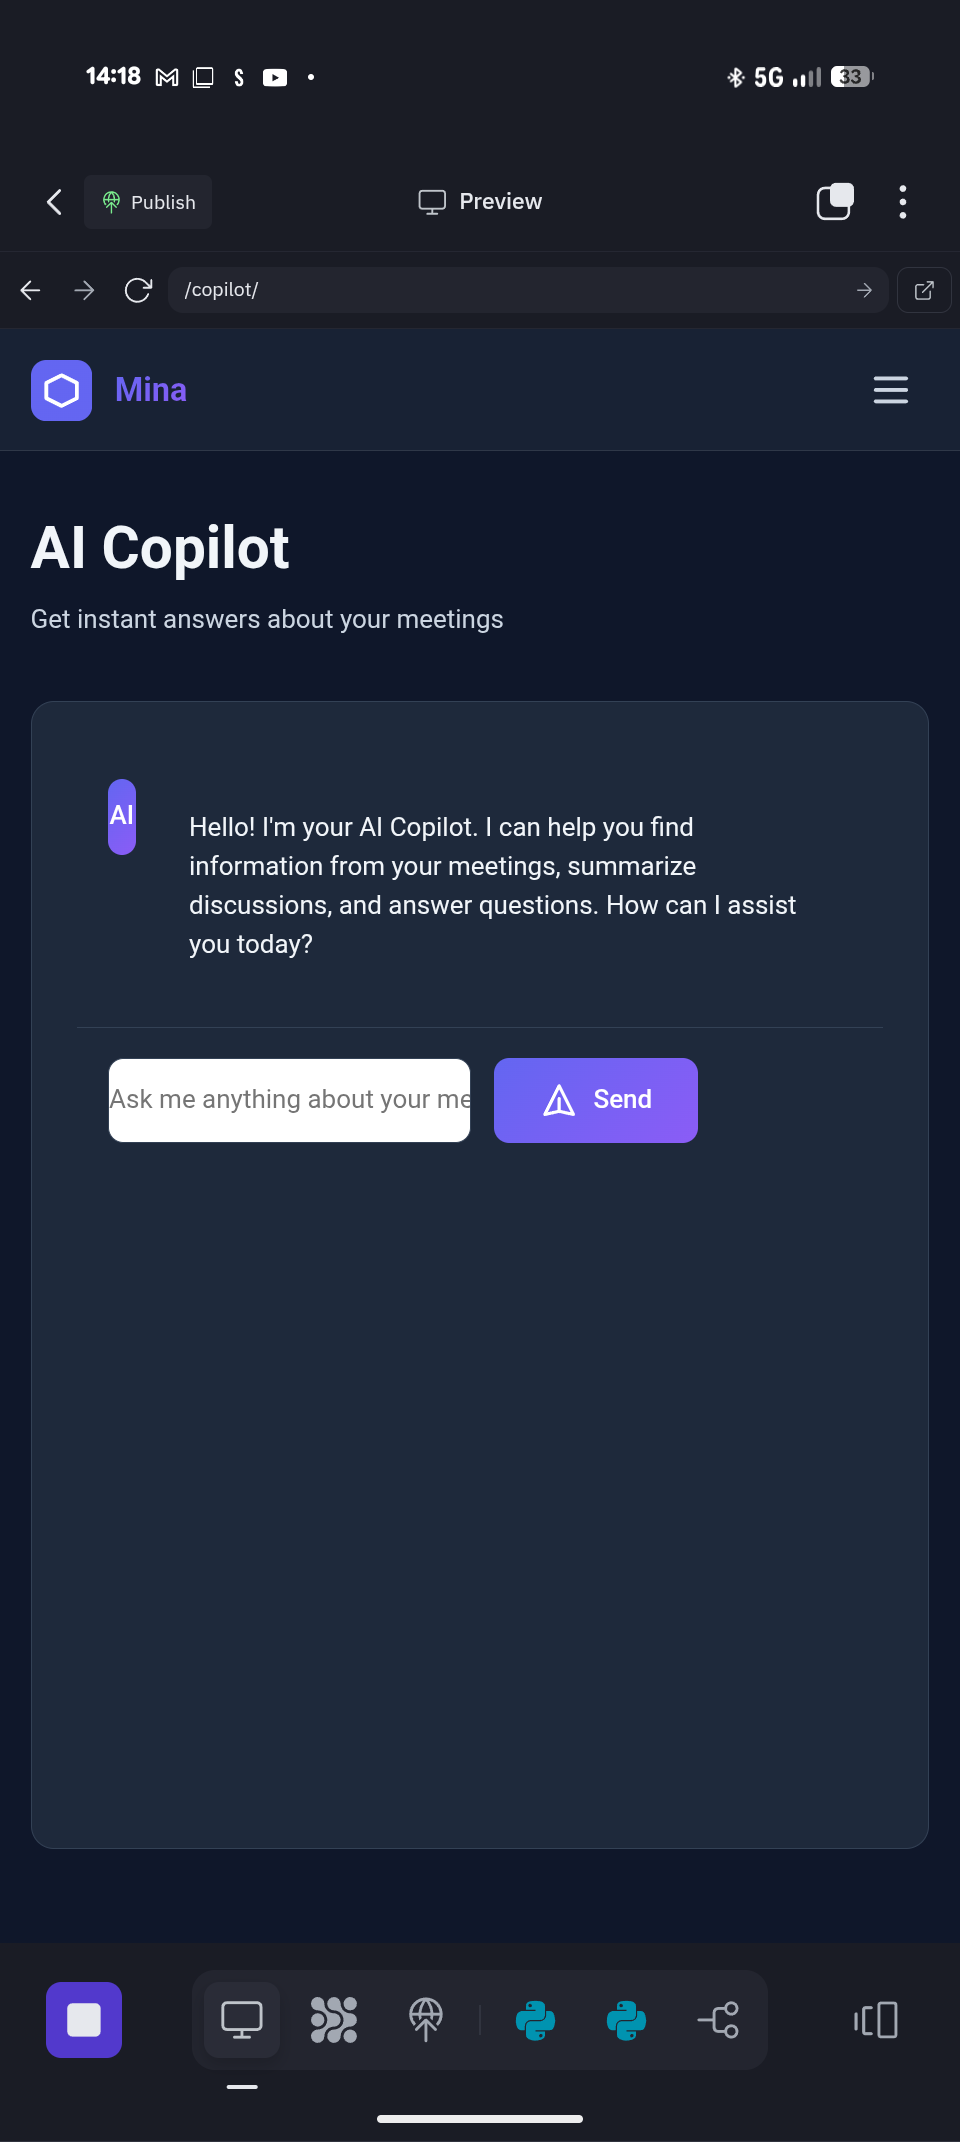 14:18
5G
33
Publish
Preview
/copilot/
Mina
AI Copilot
Get instant answers about your meetings
AI
Hello! I'm your AI Copilot. I can help you find
information from your meetings, summarize
discussions, and answer questions. How can I assist
you today?
Ask me anything about your me
Send